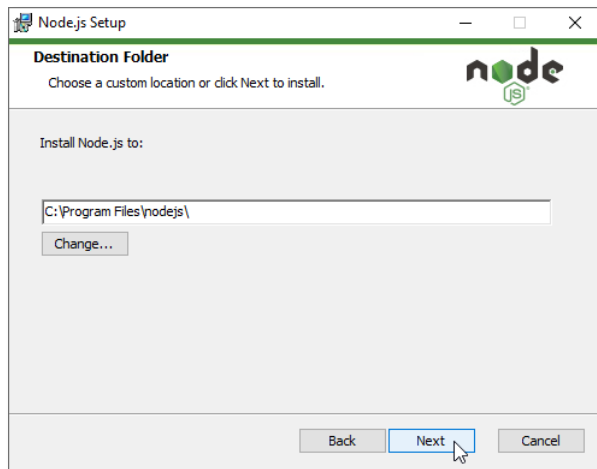 Node.js Setup
Destination Folder
Choose a custom location or click Next to install.
node
JS
Install Node.js to:
C:\Program Files\nodejs\
Change...
Back
Next
Cancel